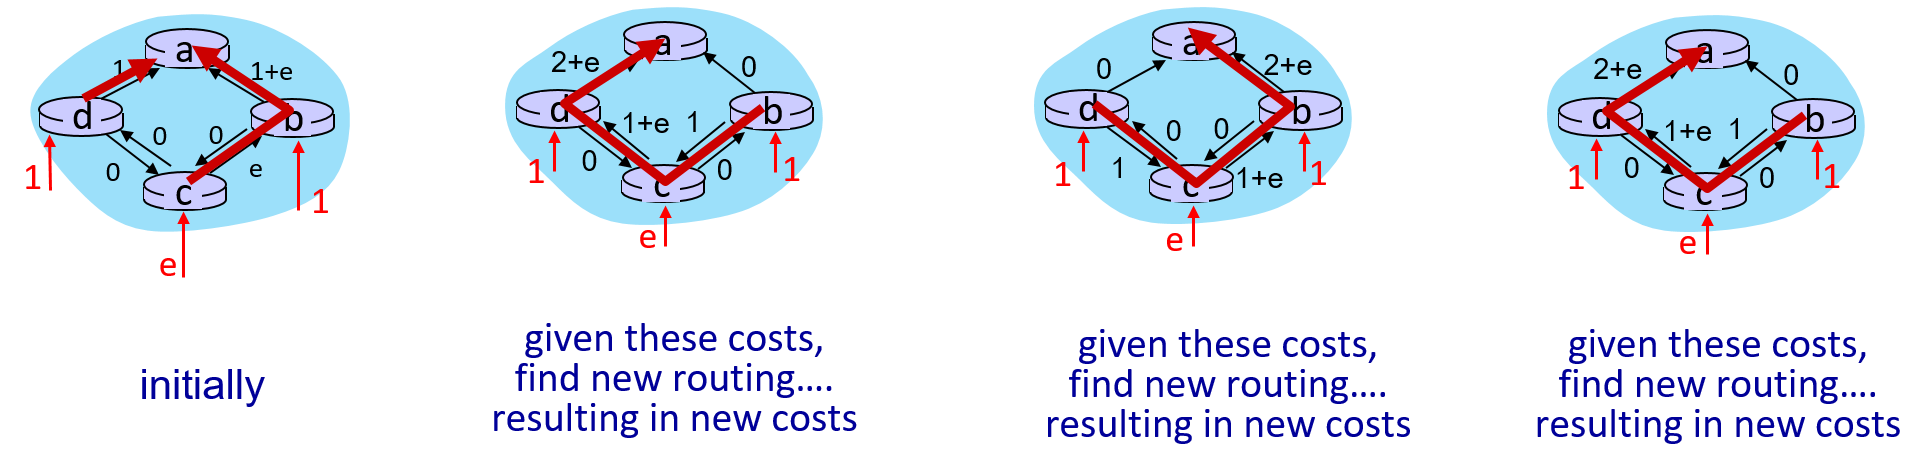 a
1
1+e
d
b
0
0
0
e
c
1
1
e
initially
a
2+e
0
d
b
1+e
1
0
0
c
1
1
e
given these costs,
find new routing....
resulting in new costs
a
0
2+e
d
b
0
0
1
1+e
c
1
1
e
given these costs,
find new routing....
resulting in new costs
a
2+e
0
d
b
1+e
1
0
0
c
1
1
e
given these costs,
find new routing....
resulting in new costs